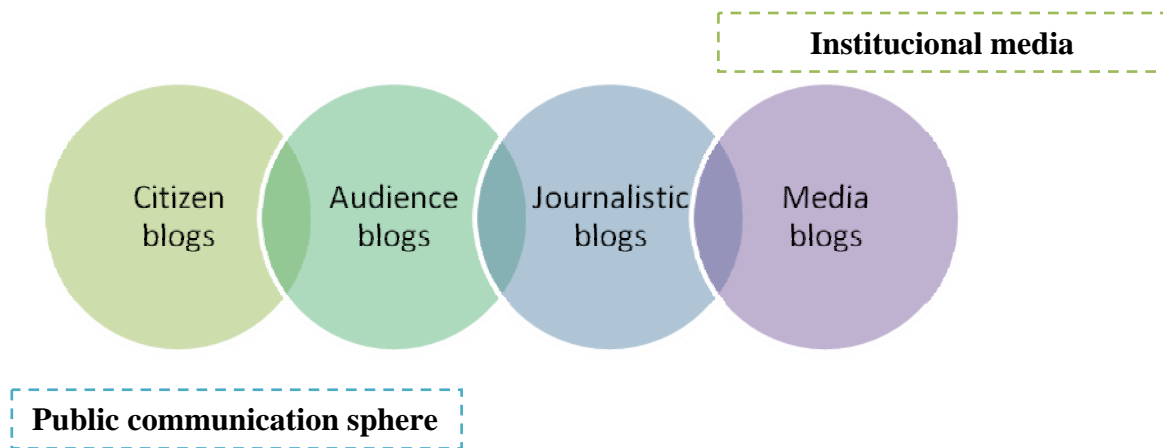 Institucional media
Citizen
blogs
Audience
blogs
Journalistic
blogs
Media
blogs
Public communication sphere